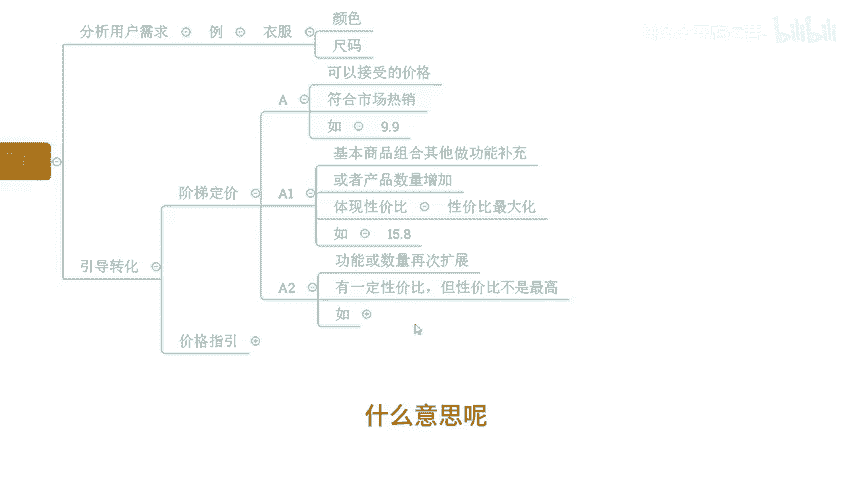 颜色
分析用户需求 例 衣服
尺码
可以接受的价格
A 符合市场热销
如 9.9
基本商品组合其他做功能补充
或者产品数量增加
阶梯定价 A1
体现性价比 性价比最大化
如 15.8
功能或数量再次扩展
引导转化
A2 有一定性价比，但性价比不是最高
如
价格指引
什么意思呢
bilibili